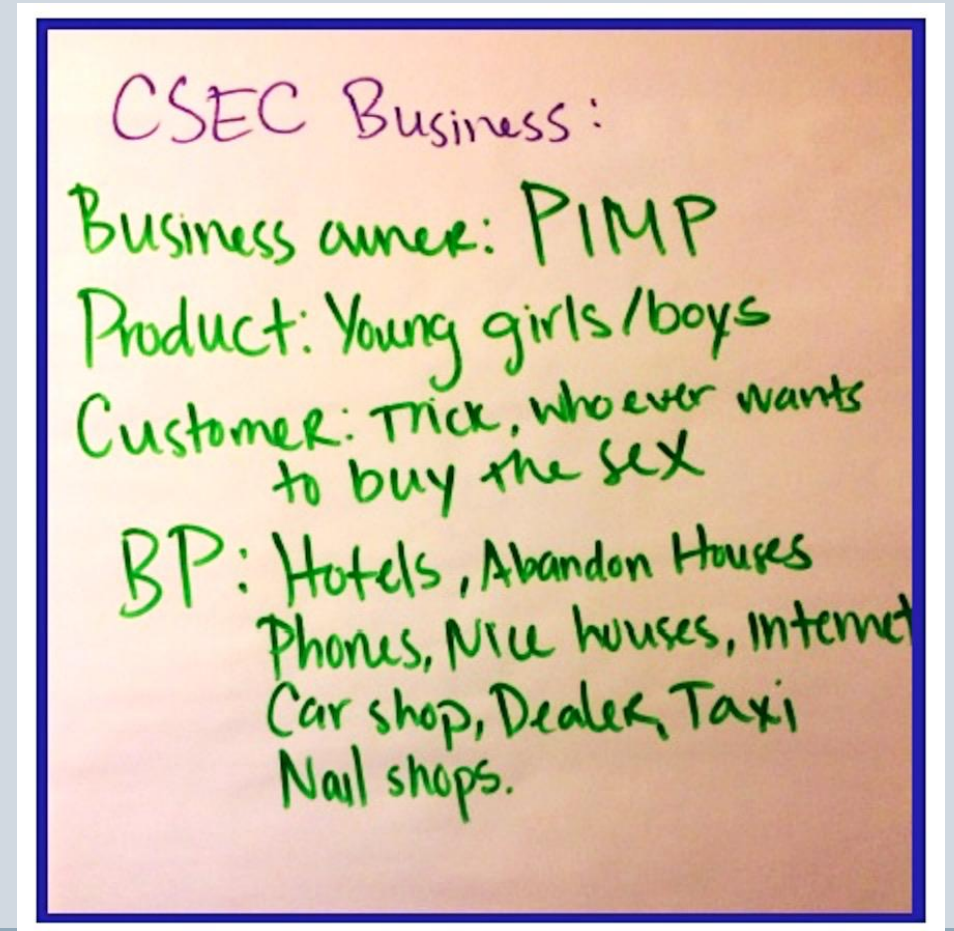 CSEC Business:
Business owner: PIMP
Product: Young girls/boys
Customer: Trick, whoever wants
to buy the sex
BP: Hotels, Abandon Houses
Phones, Nice houses, Internet
Car shop, Dealer, Taxi
Nail shops.